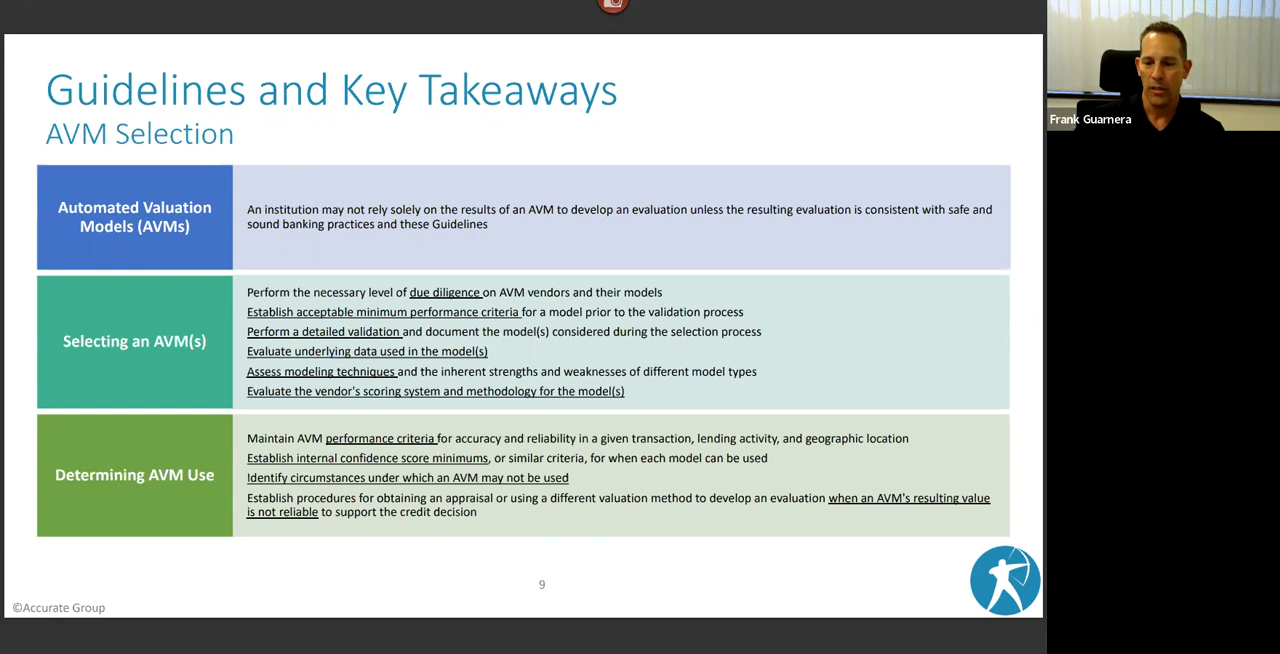 Guidelines and Key Takeaways
AVM Selection
Automated Valuation
Models (AVMs)
An institution may not rely solely on the results of an AVM to develop an evaluation unless the resulting evaluation is consistent with safe and
sound banking practices and these Guidelines
Selecting an AVM(s)
Perform the necessary level of due diligence on AVM vendors and their models
Establish acceptable minimum performance criteria for a model prior to the validation process
Perform a detailed validation and document the model(s) considered during the selection process
Evaluate underlying data used in the model(s)
Assess modeling techniques and the inherent strengths and weaknesses of different model types
Evaluate the vendor's scoring system and methodology for the model(s)
Determining AVM Use
Maintain AVM performance criteria for accuracy and reliability in a given transaction, lending activity, and geographic location
Establish internal confidence score minimums, or similar criteria, for when each model can be used
Identify circumstances under which an AVM may not be used
Establish procedures for obtaining an appraisal or using a different valuation method to develop an evaluation when an AVM's resulting value
is not reliable to support the credit decision
9
©Accurate Group
Frank Guarnera